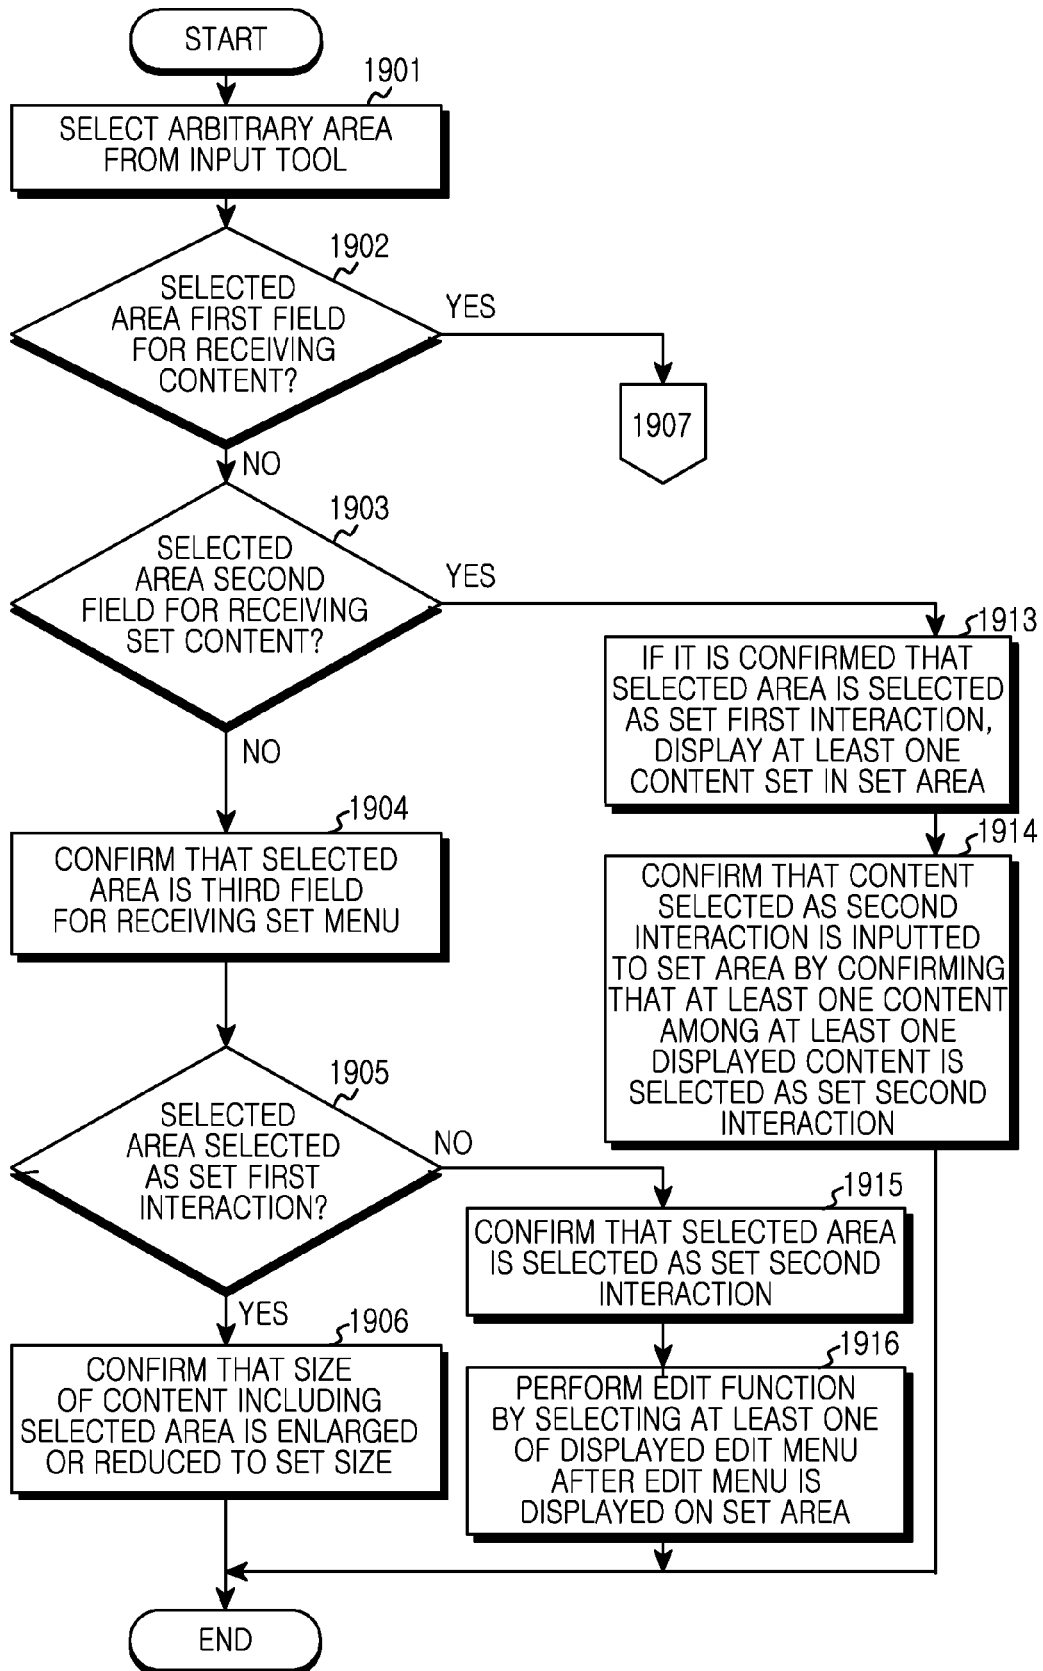 START
1901
SELECT ARBITRARY AREA
FROM INPUT TOOL
1902
SELECTED
AREA FIRST FIELD
FOR RECEIVING
CONTENT?
YES
1907
NO
1903
SELECTED
AREA SECOND
FIELD FOR RECEIVING
SET CONTENT?
YES
1913
IF IT IS CONFIRMED THAT
SELECTED AREA IS SELECTED
AS SET FIRST INTERACTION,
DISPLAY AT LEAST ONE
CONTENT SET IN SET AREA
NO
1904
CONFIRM THAT SELECTED
AREA IS THIRD FIELD
FOR RECEIVING SET MENU
1914
CONFIRM THAT CONTENT
SELECTED AS SECOND
INTERACTION IS INPUTTED
TO SET AREA BY CONFIRMING
THAT AT LEAST ONE CONTENT
AMONG AT LEAST ONE
DISPLAYED CONTENT IS
SELECTED AS SET SECOND
INTERACTION
1905
SELECTED
AREA SELECTED
AS SET FIRST
INTERACTION?
NO
1915
CONFIRM THAT SELECTED AREA
IS SELECTED AS SET SECOND
INTERACTION
YES
1906
CONFIRM THAT SIZE
OF CONTENT INCLUDING
SELECTED AREA IS ENLARGED
OR REDUCED TO SET SIZE
1916
PERFORM EDIT FUNCTION
BY SELECTING AT LEAST ONE
OF DISPLAYED EDIT MENU
AFTER EDIT MENU IS
DISPLAYED ON SET AREA
END